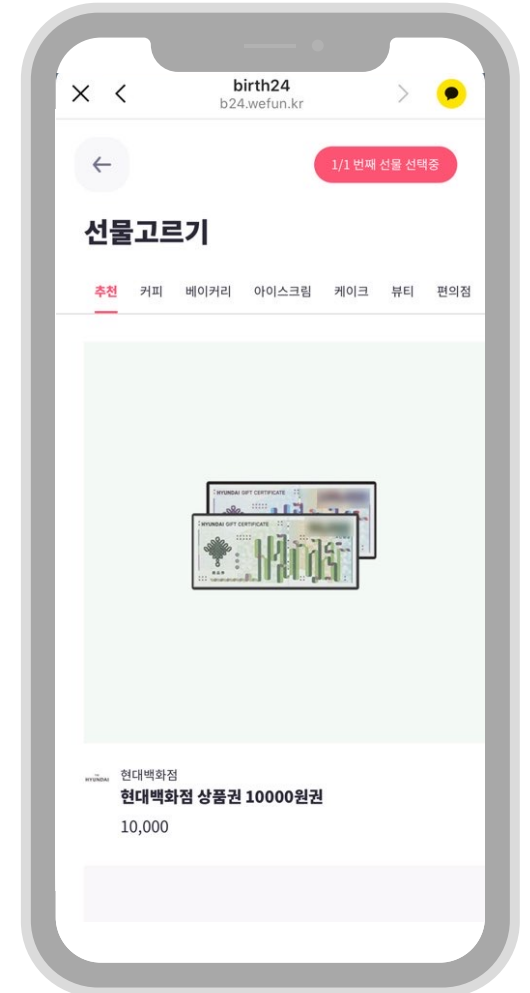 birth24
b24.wefun.kr
1/1 번째 선물 선택중
선물고르기
추천 커피 베이커리 아이스크림 케이크 뷰티 편의점
HYUNDAI GIFT CERTIFICATE
HYUNDAI GIFT CERTIFICATE
HYUNDAI
현대백화점
현대백화점 상품권 10000원권
10,000